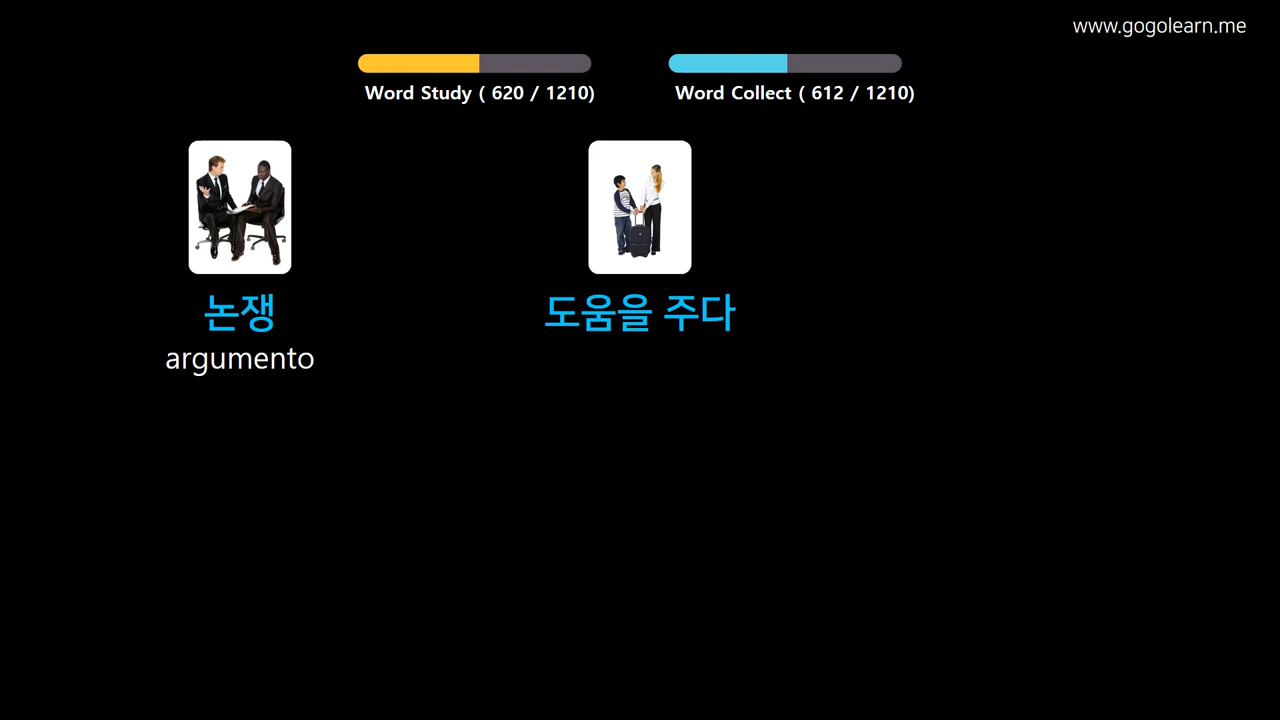 www.gogolearn.me
Word Study ( 620 / 1210)
Word Collect ( 612 / 1210)
논쟁
도움을 주다
argumento